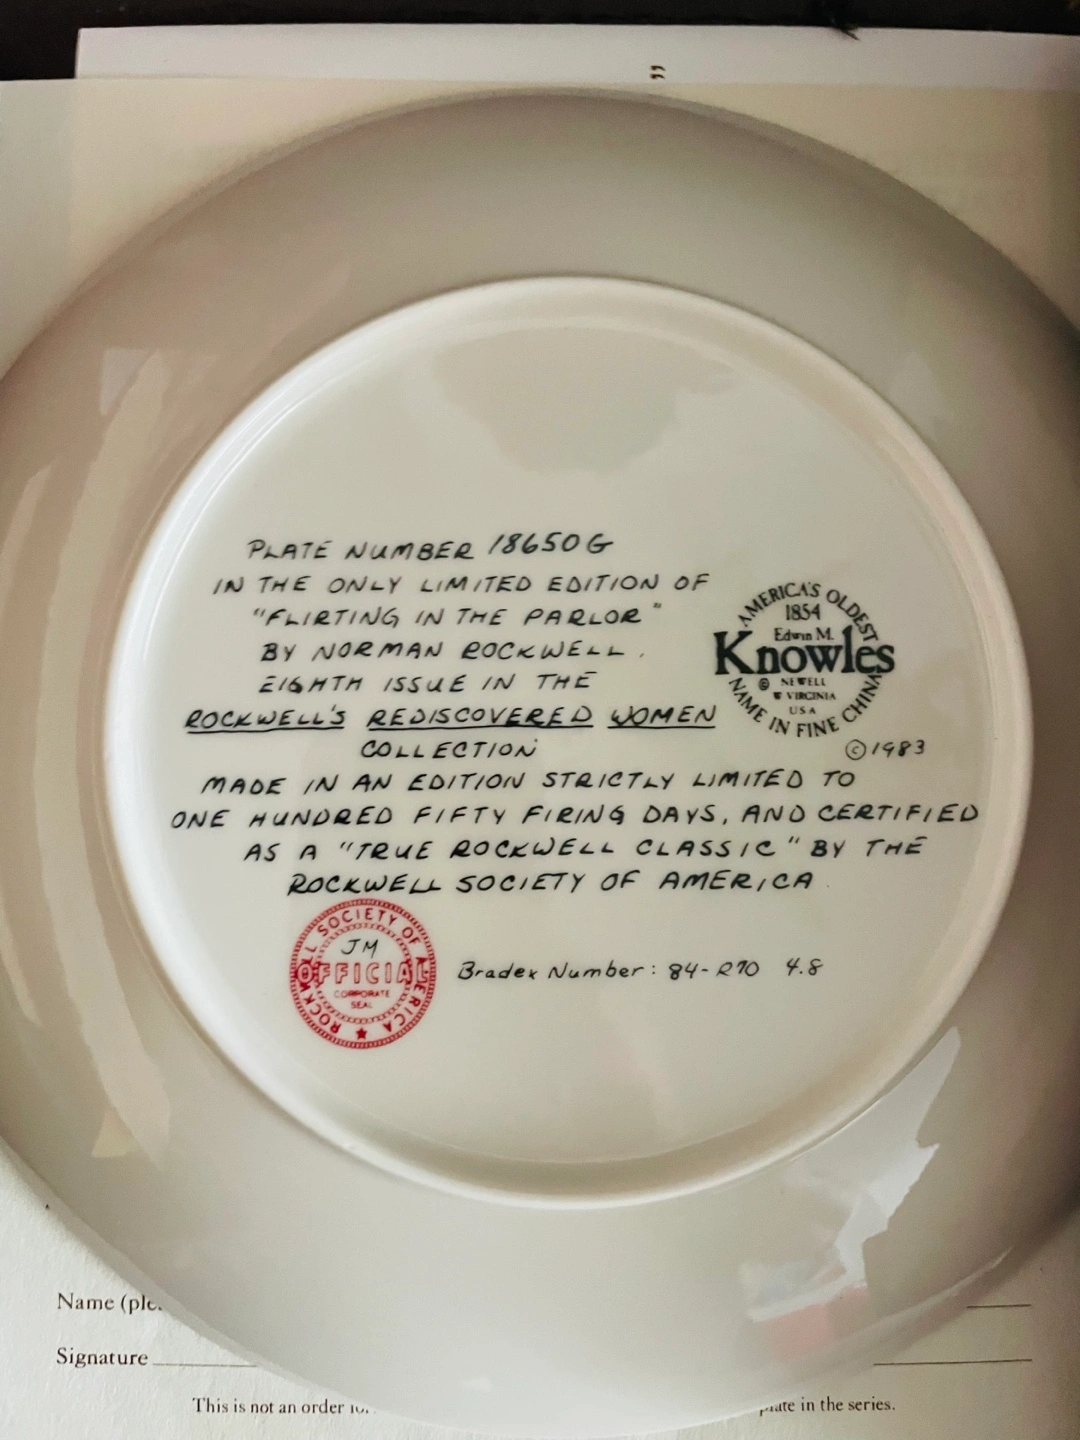 ”
PLATE NUMBER 18650G
IN THE ONLY LIMITED EDITION OF
"FLIRTING IN THE PARLOR"
BY NORMAN ROCKWELL.
EIGHTH ISSUE IN THE
ROCKWELL'S REDISCOVERED WOMEN
COLLECTION
MADE IN AN EDITION STRICTLY LIMITED TO
ONE HUNDRED FIFTY FIRING DAYS, AND CERTIFIED
AS A "TRUE ROCKWELL CLASSIC" BY THE
ROCKWELL SOCIETY OF AMERICA
AMERICA'S OLDEST
1854
Edwin M.
Knowles
© NEWELL
W VIRGINIA
USA
NAME IN FINE CHINA
© 1983
ROCKWELL SOCIETY OF AMERICA
JM
OFFICIAL
CORPORATE
SEAL
Bradex Number: 84-R70 4.8
Name
Signature
This is not an order
in the series.